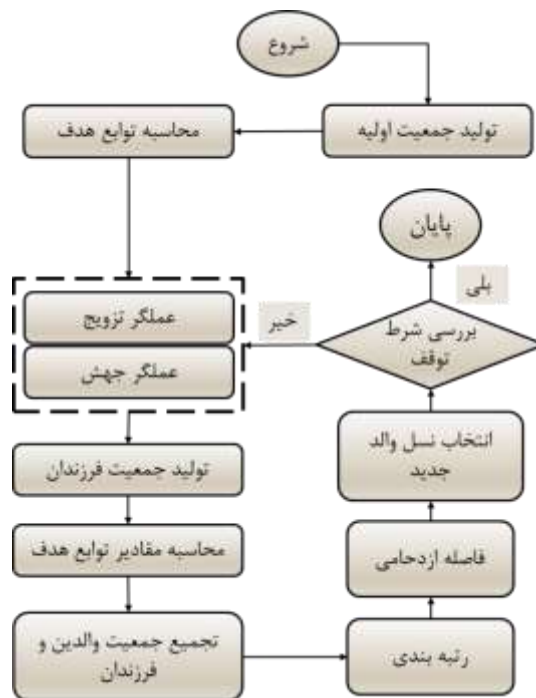 شروع
تولید جمعیت اولیه
محاسبه توابع هدف
عملگر تزویج
عملگر جهش
تولید جمعیت فرزندان
محاسبه مقادیر توابع هدف
تجمیع جمعیت والدین و
فرزندان
رتبه بندی
فاصله ازدحامی
انتخاب نسل والد
جدید
بررسی شرط
توقف
خیر
بلی
پایان